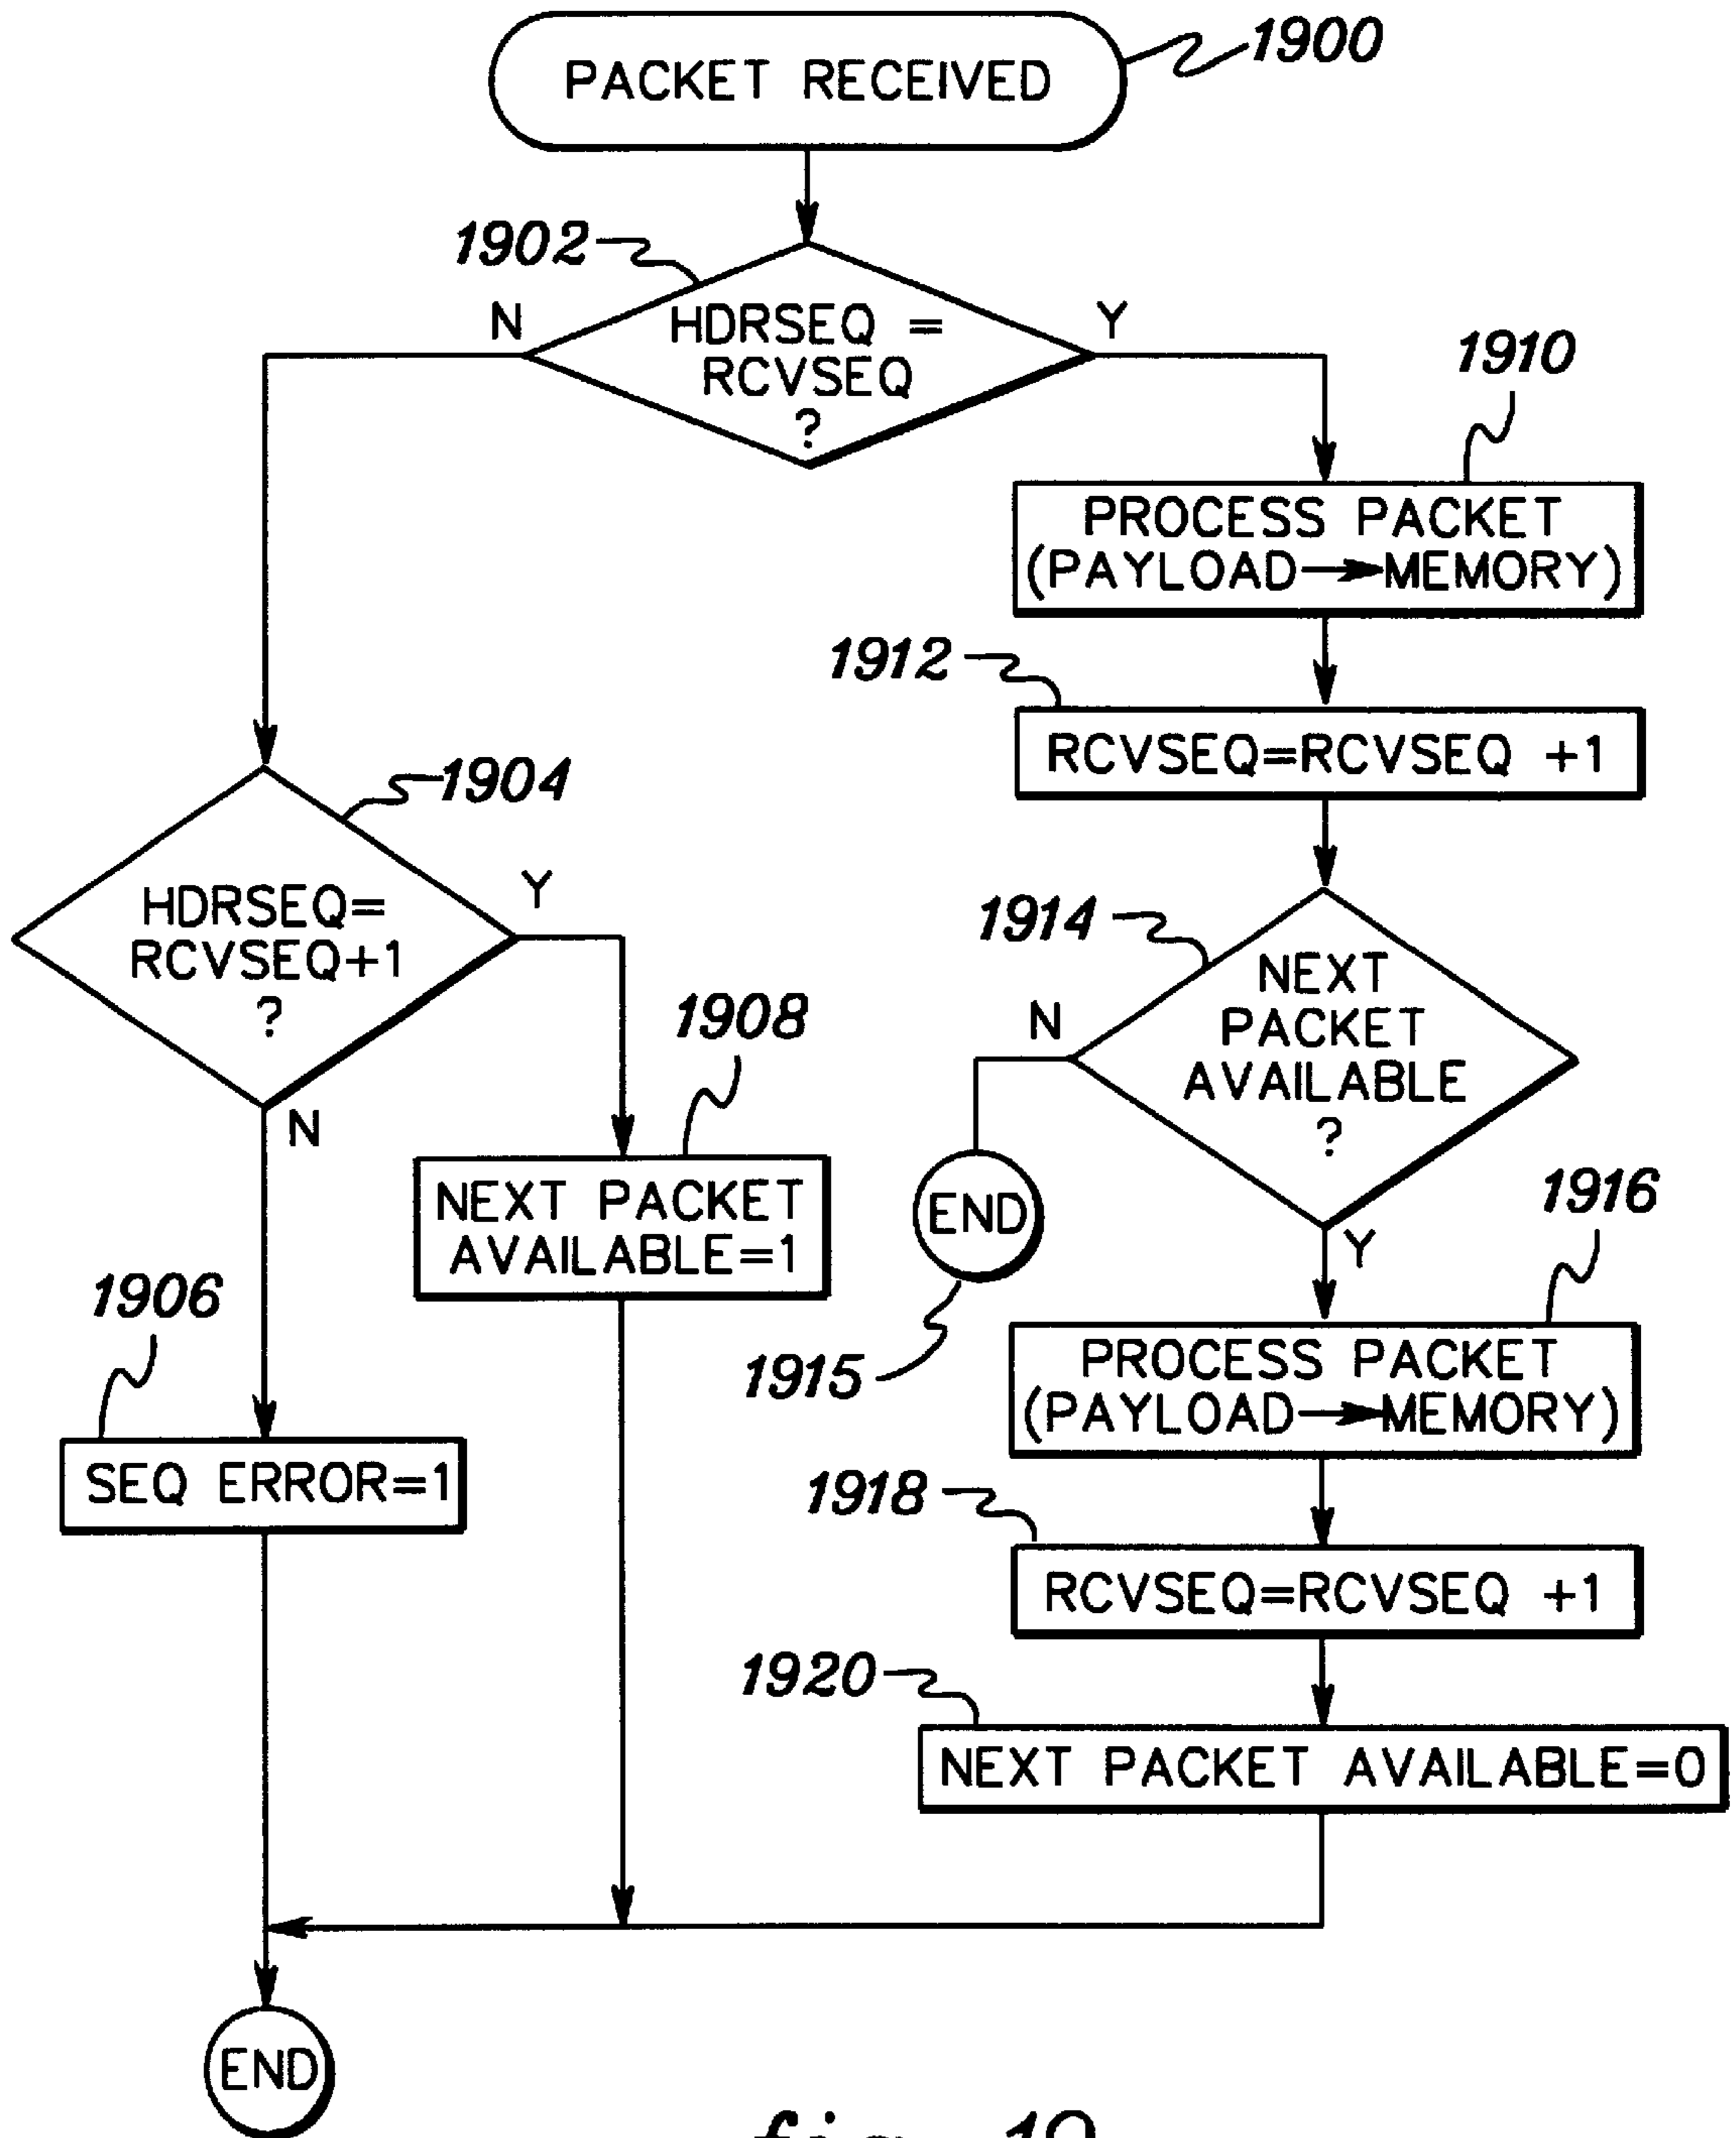 PACKET RECEIVED
1900
1902
N
HDRSEQ =
RCVSEQ
?
Y
1910
PROCESS PACKET
(PAYLOAD→MEMORY)
1912
RCVSEQ=RCVSEQ +1
1904
HDRSEQ=
RCVSEQ+1
?
Y
N
1908
NEXT PACKET
AVAILABLE=1
1906
SEQ ERROR=1
1914
NEXT
PACKET
AVAILABLE
?
N
END
1915
Y
1916
PROCESS PACKET
(PAYLOAD→MEMORY)
1918
RCVSEQ=RCVSEQ +1
1920
NEXT PACKET AVAILABLE=0
END
fig. 19